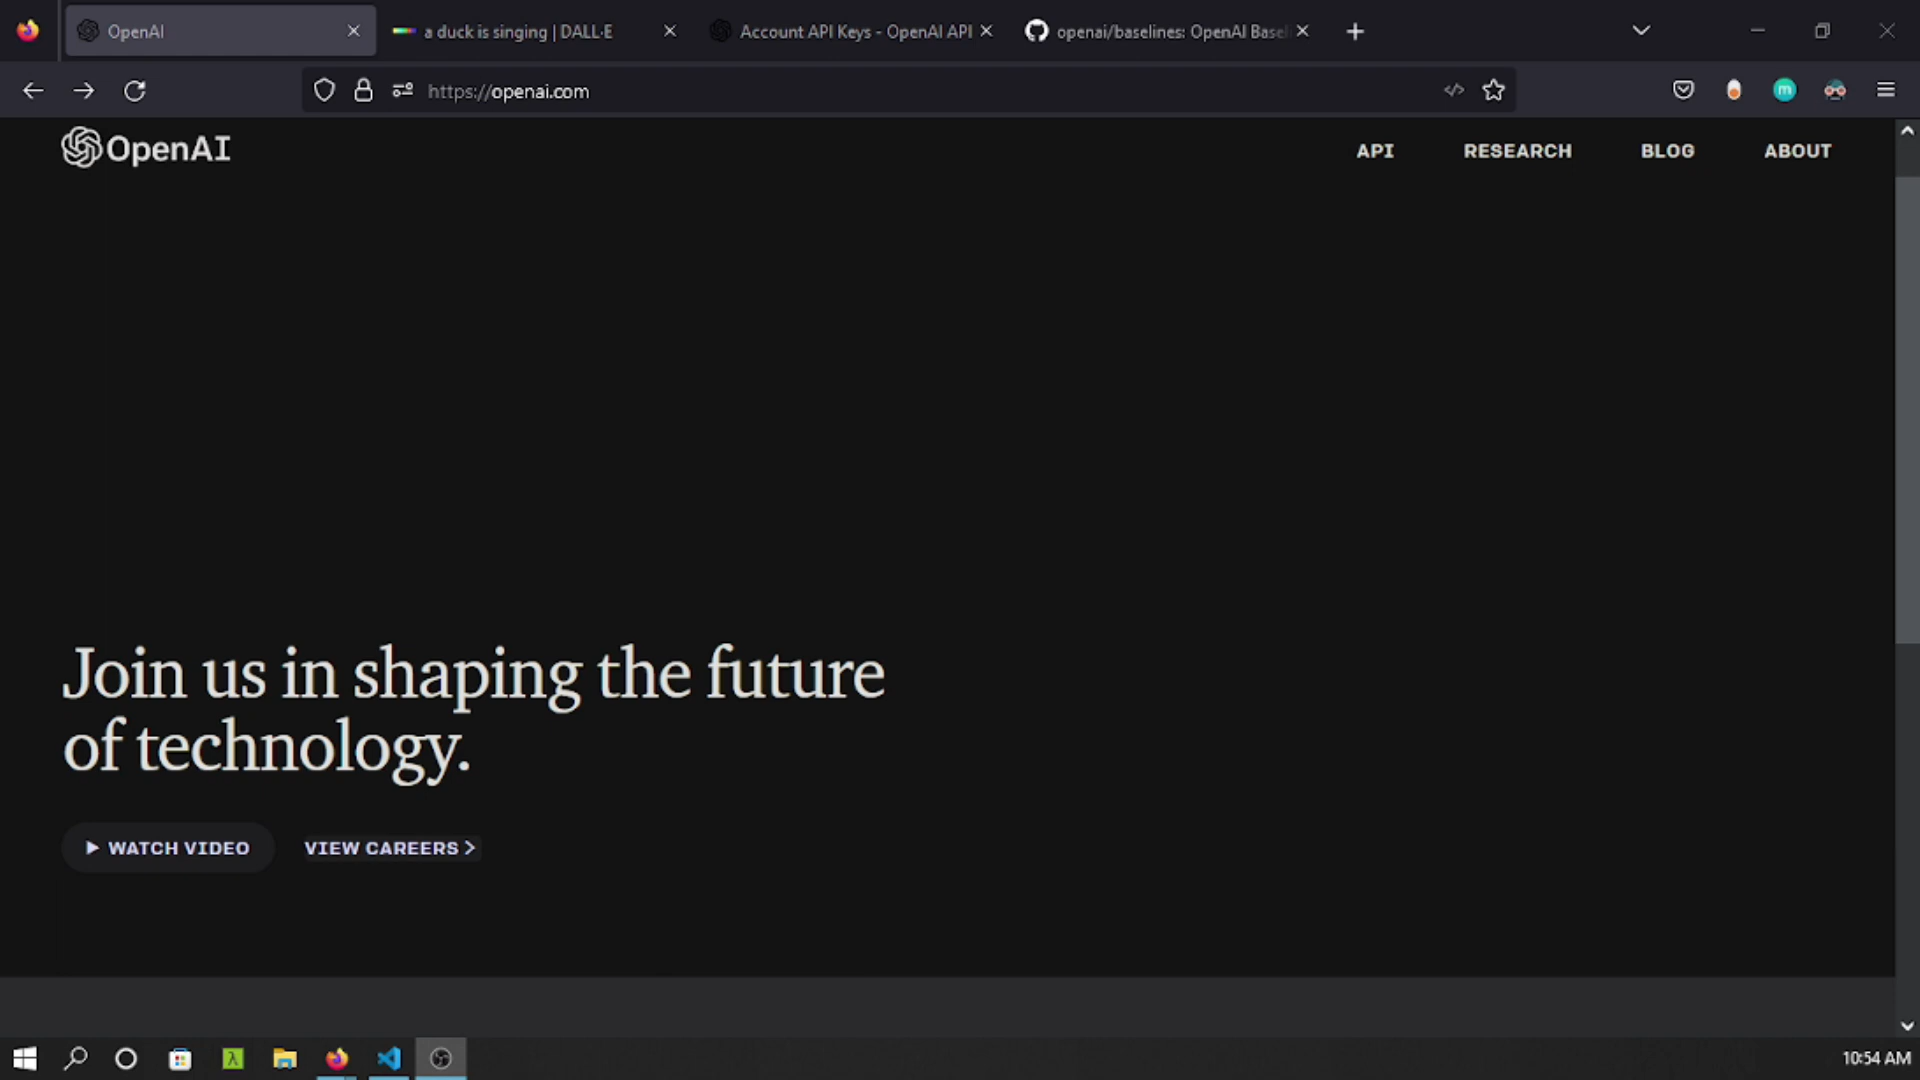 OpenAI
a duck is singing | DALL·E
Account API Keys - OpenAI API
openai/baselines: OpenAI Basel
https://openai.com
OpenAI
API
RESEARCH
BLOG
ABOUT
Join us in shaping the future
of technology.
WATCH VIDEO
VIEW CAREERS
10:54 AM